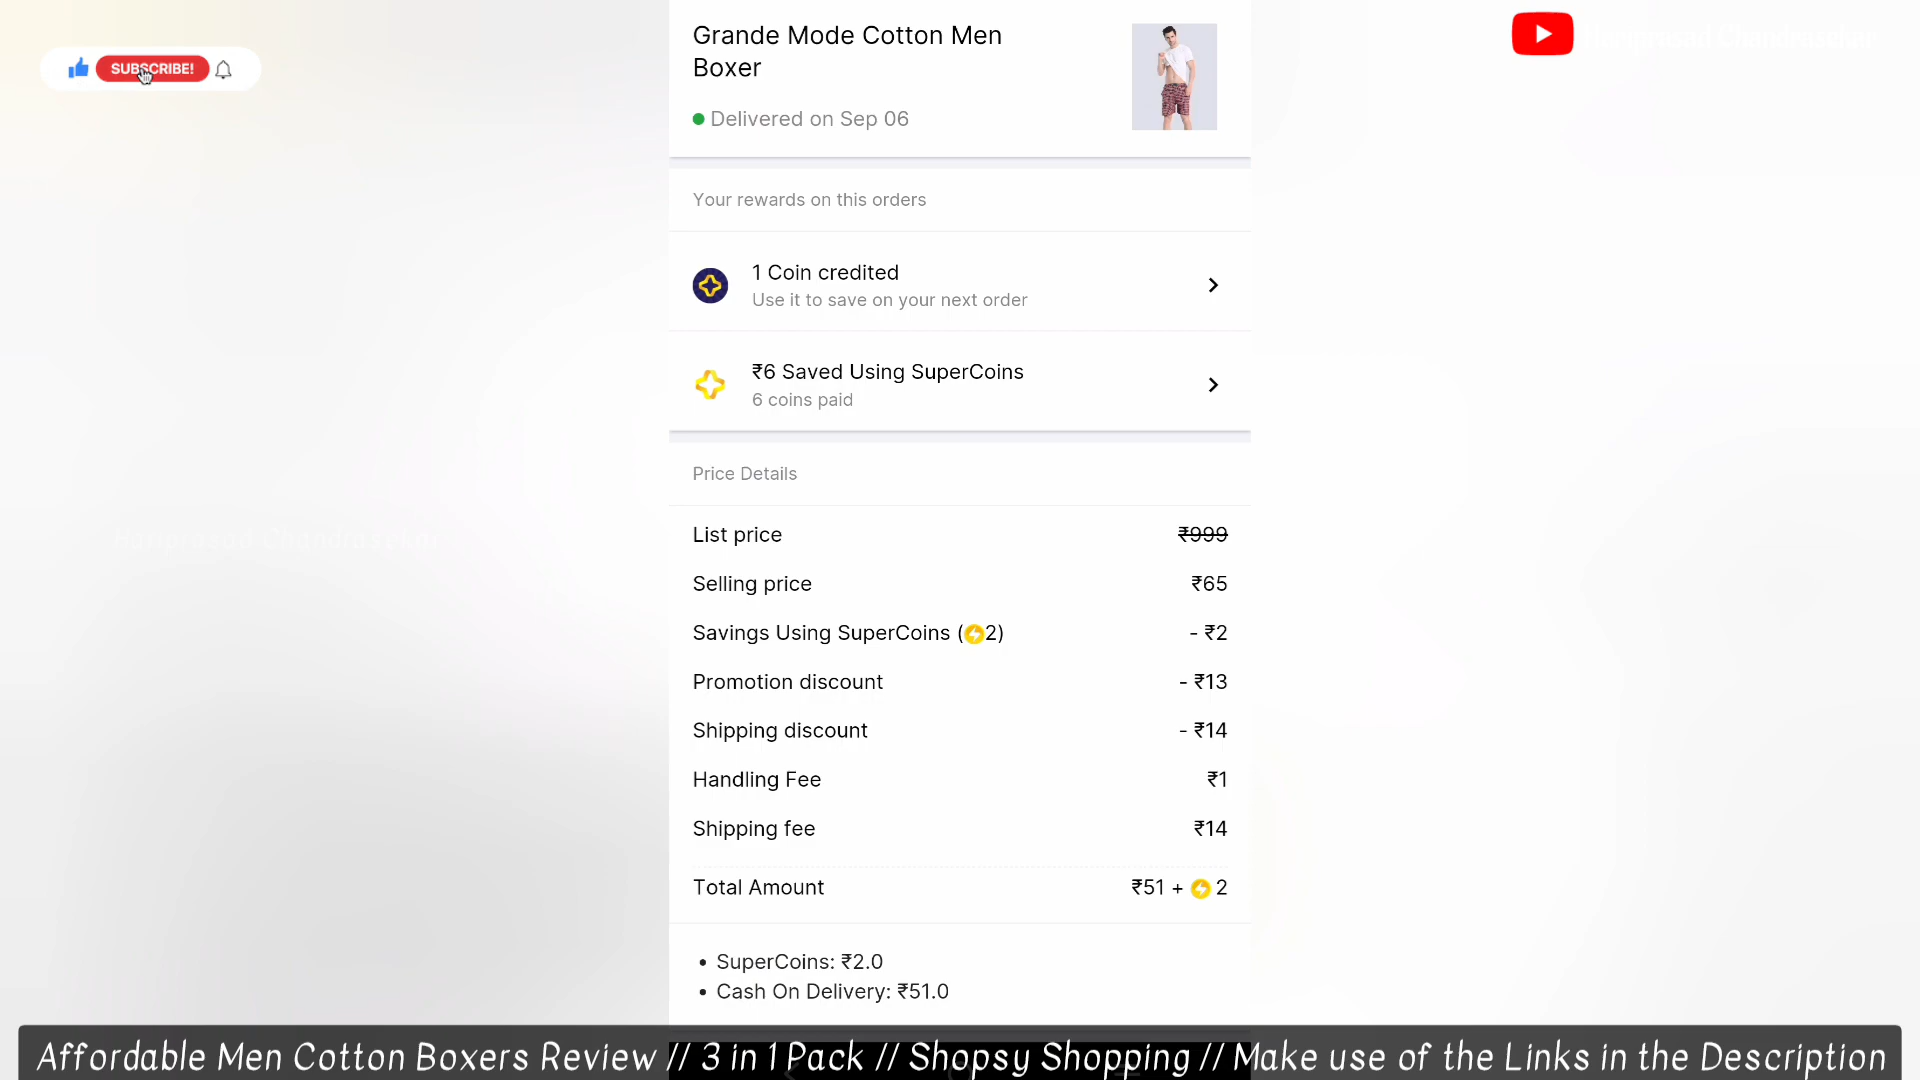 SUBSCRIBE!
Grande Mode Cotton Men
Boxer
Delivered on Sep 06
Your rewards on this orders
1 Coin credited
Use it to save on your next order
₹6 Saved Using SuperCoins
6 coins paid
Price Details
List price ₹999
Selling price ₹65
Savings Using SuperCoins (2) - ₹2
Promotion discount - ₹13
Shipping discount - ₹14
Handling Fee ₹1
Shipping fee ₹14
Total Amount ₹51 + 2
• SuperCoins: ₹2.0
• Cash On Delivery: ₹51.0
Affordable Men Cotton Boxers Review // 3 in 1 Pack // Shopsy Shopping // Make use of the Links in the Description